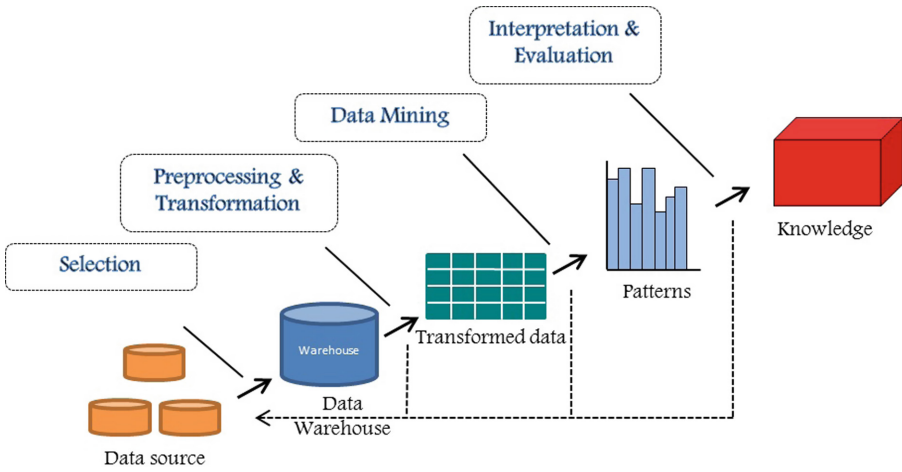 Interpretation &
Evaluation
Data Mining
Preprocessing &
Transformation
Selection
Knowledge
Patterns
Transformed data
Warehouse
Data
Warehouse
Data source